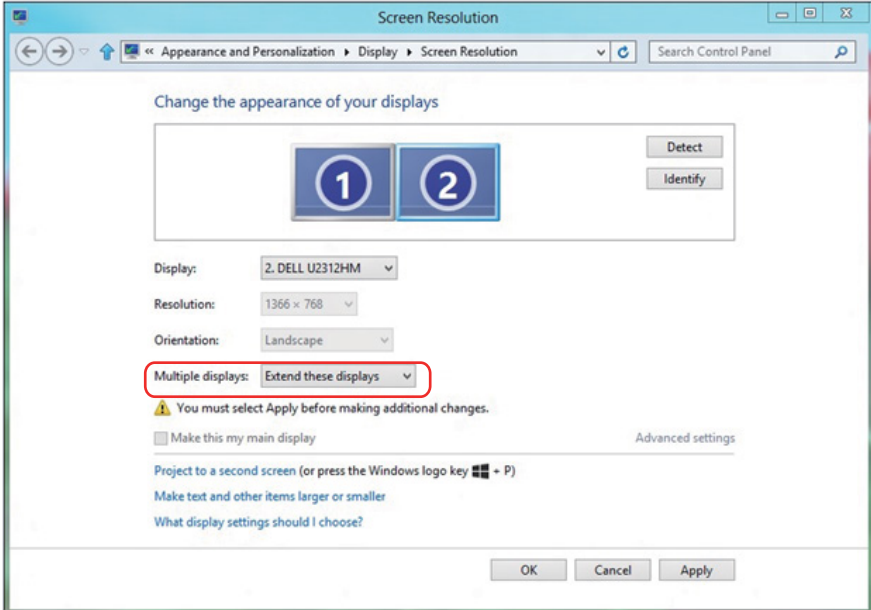 Screen Resolution
« Appearance and Personalization ▸ Display ▸ Screen Resolution
Search Control Panel
Change the appearance of your displays
1 2
Detect
Identify
Display: 2. DELL U2312HM
Resolution: 1366 × 768
Orientation: Landscape
Multiple displays: Extend these displays
You must select Apply before making additional changes.
Make this my main display Advanced settings
Project to a second screen (or press the Windows logo key + P)
Make text and other items larger or smaller
What display settings should I choose?
OK Cancel Apply